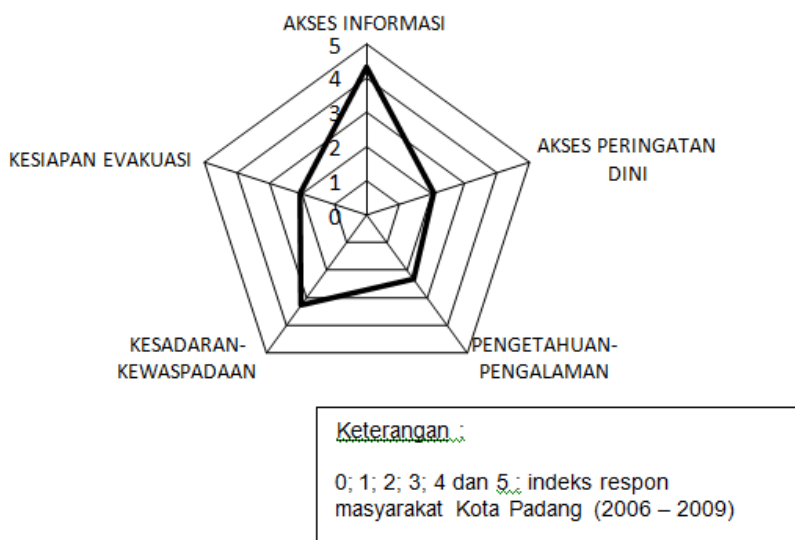 AKSES INFORMASI
5
4
3
2
1
0
KESIAPAN EVAKUASI
AKSES PERINGATAN
DINI
KESADARAN-
KEWASPADAAN
PENGETAHUAN-
PENGALAMAN
Keterangan :
0; 1; 2; 3; 4 dan 5 : indeks respon
masyarakat Kota Padang (2006 – 2009)